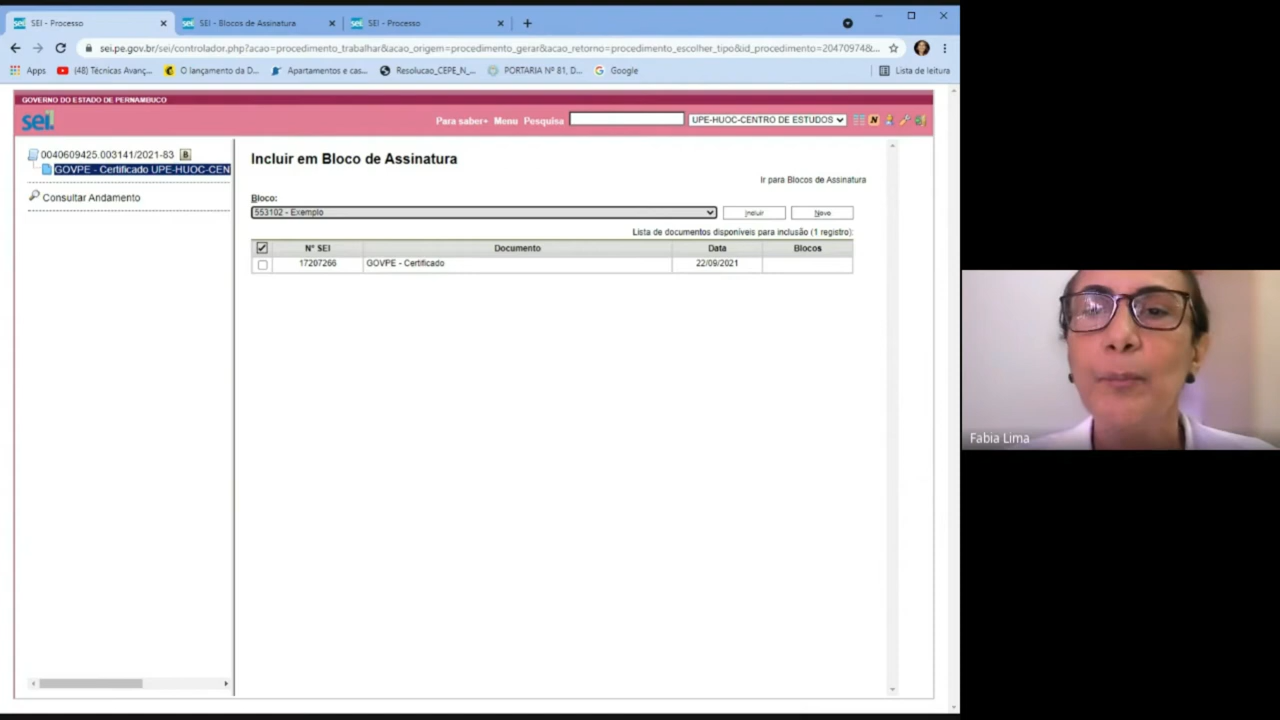 SEI - Processo
SEI - Blocos de Assinatura
SEI - Processo
sei.pe.gov.br/sei/controlador.php?acao=procedimento_trabalhar&acao_origem=procedimento_gerar&acao_retorno=procedimento_escolher_tipo&id_procedimento=20470974&...
Apps
(48) Técnicas Avanç...
O lançamento da D...
Apartamentos e cas...
Resolucao_CEPE_N_...
PORTARIA Nº 81, D...
Google
Lista de leitura
GOVERNO DO ESTADO DE PERNAMBUCO
sei!
Para saber+ Menu Pesquisa
UPE-HUOC-CENTRO DE ESTUDOS
0040609425.003141/2021-83 B
GOVPE - Certificado UPE-HUOC-CEN
Consultar Andamento
Incluir em Bloco de Assinatura
Ir para Blocos de Assinatura
Bloco:
553102 - Exemplo
Incluir
Novo
Lista de documentos disponíveis para inclusão (1 registro):
Nº SEI Documento Data Blocos
17207266 GOVPE - Certificado 22/09/2021
Fabia Lima